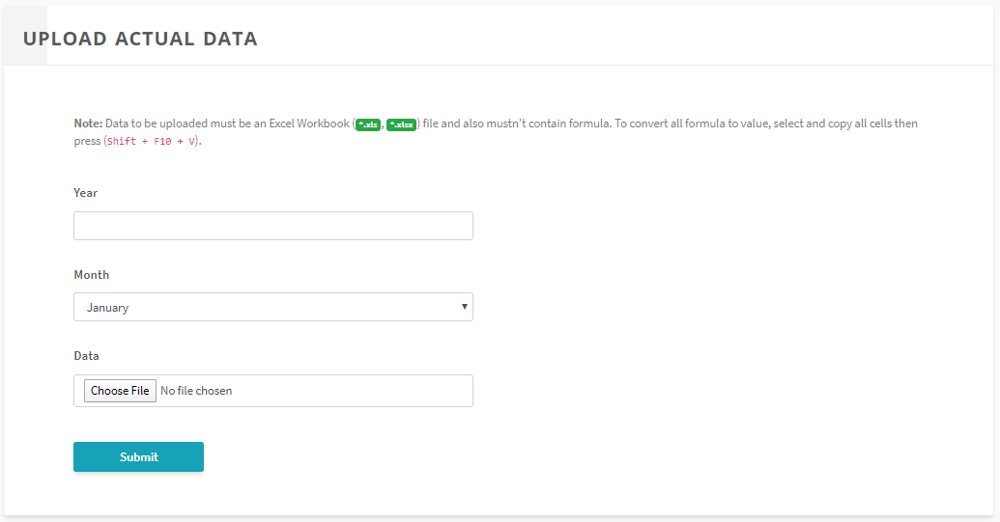 UPLOAD ACTUAL DATA
Note: Data to be uploaded must be an Excel Workbook (*.xls, *.xlsx) file and also mustn't contain formula. To convert all formula to value, select and copy all cells then
press (Shift + F10 + V).
Year
Month
January
Data
Choose File No file chosen
Submit